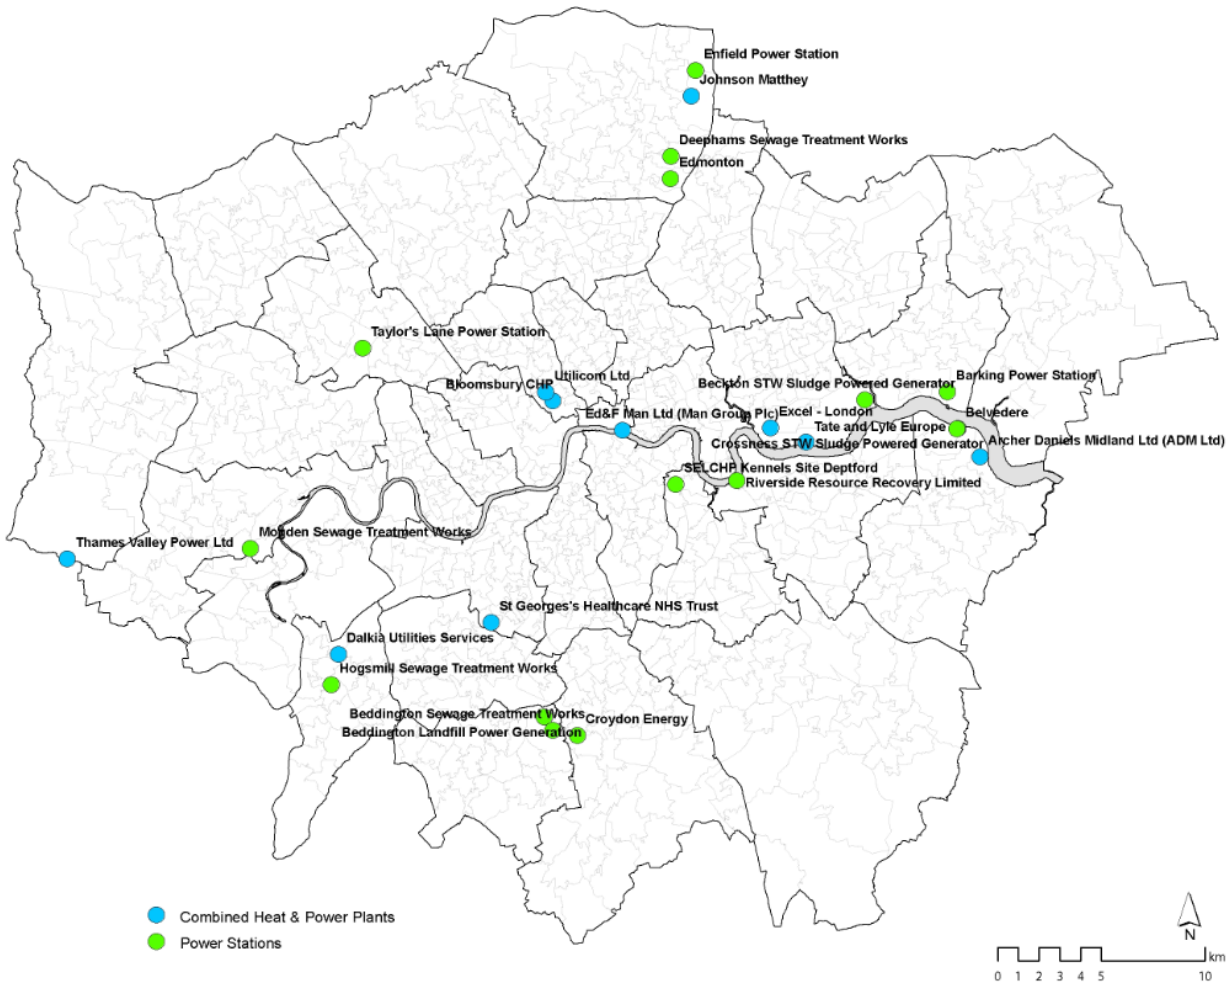 Enfield Power Station
Johnson Matthey
Deephams Sewage Treatment Works
Edmonton
Taylor's Lane Power Station
Utilicom Ltd
Bloomsbury CHP
Barking Power Station
Beckton STW Sludge Powered Generator
Ed&F Man Ltd (Man Group Plc)
Excel - London
Belvedere
Tate and Lyle Europe
Archer Daniels Midland Ltd (ADM Ltd)
Crossness STW Sludge Powered Generator
SELCHP Kennels Site Deptford
Riverside Resource Recovery Limited
Mogden Sewage Treatment Works
Thames Valley Power Ltd
St Georges's Healthcare NHS Trust
Dalkia Utilities Services
Hogsmill Sewage Treatment Works
Beddington Sewage Treatment Works
Croydon Energy
Beddington Landfill Power Generation
Combined Heat & Power Plants
Power Stations
N
km
0 1 2 3 4 5 10